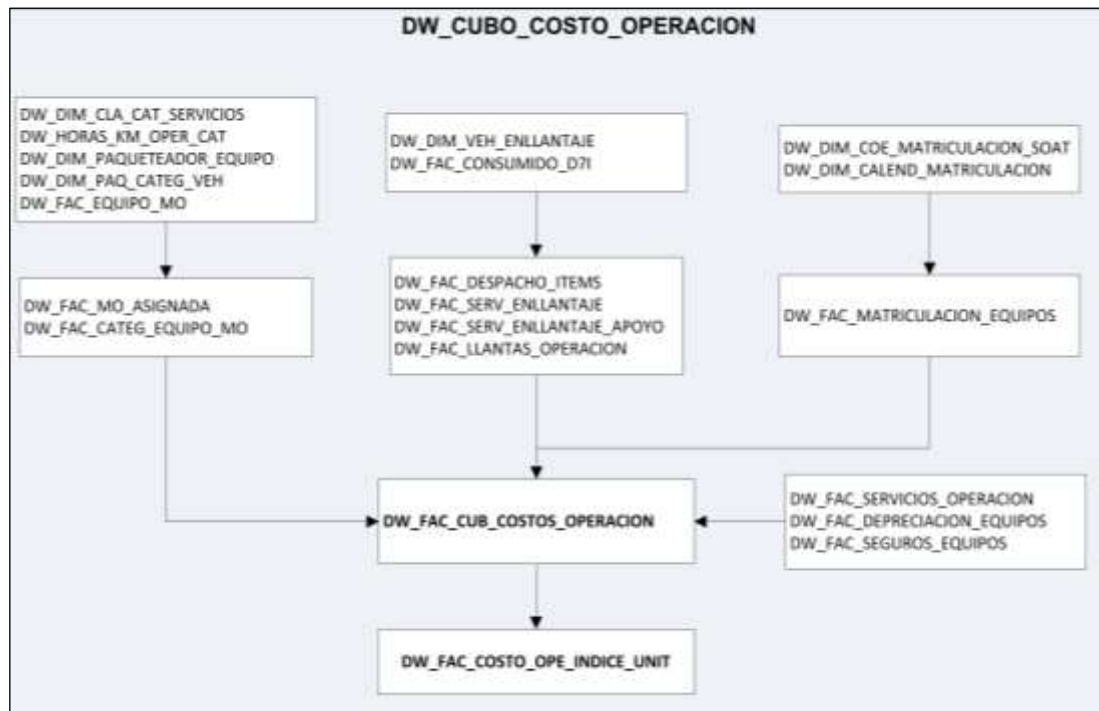 DW_CUBO_COSTO_OPERACION
DW_DIM_CLA_CAT_SERVICIOS
DW_HORAS_KM_OPER_CAT
DW_DIM_PAQUETEADOR_EQUIPO
DW_DIM_PAQ_CATEG_VEH
DW_FAC_EQUIPO_MO
DW_DIM_VEH_ENLLANTAJE
DW_FAC_CONSUMIDO_D7I
DW_DIM_COE_MATRICULACION_SOAT
DW_DIM_CALEND_MATRICULACION
DW_FAC_MO_ASIGNADA
DW_FAC_CATEG_EQUIPO_MO
DW_FAC_DESPACHO_ITEMS
DW_FAC_SERV_ENLLANTAJE
DW_FAC_SERV_ENLLANTAJE_APOYO
DW_FAC_LLANTAS_OPERACION
DW_FAC_MATRICULACION_EQUIPOS
DW_FAC_CUB_COSTOS_OPERACION
DW_FAC_SERVICIOS_OPERACION
DW_FAC_DEPRECIACION_EQUIPOS
DW_FAC_SEGUROS_EQUIPOS
DW_FAC_COSTO_OPE_INDICE_UNIT